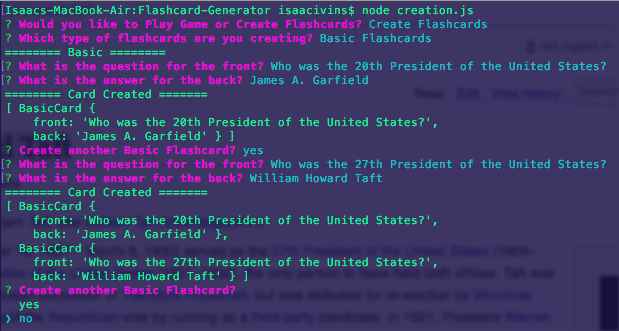 [Isaacs-MacBook-Air:Flashcard-Generator isaacivins$ node creation.js
? Would you like to Play Game or Create Flashcards? Create Flashcards
? Which type of flashcards are you creating? Basic Flashcards
======== Basic ========
[? What is the question for the front? Who was the 20th President of the United States?
[? What is the answer for the back? James A. Garfield
======== Card Created =======
[ BasicCard {
front: 'Who was the 20th President of the United States?',
back: 'James A. Garfield' } ]
? Create another Basic Flashcard? yes
[? What is the question for the front? Who was the 27th President of the United States?
[? What is the answer for the back? William Howard Taft
======== Card Created =======
[ BasicCard {
front: 'Who was the 20th President of the United States?',
back: 'James A. Garfield' },
BasicCard {
front: 'Who was the 27th President of the United States?',
back: 'William Howard Taft' } ]
? Create another Basic Flashcard?
yes
❯ no
Read Edit View history